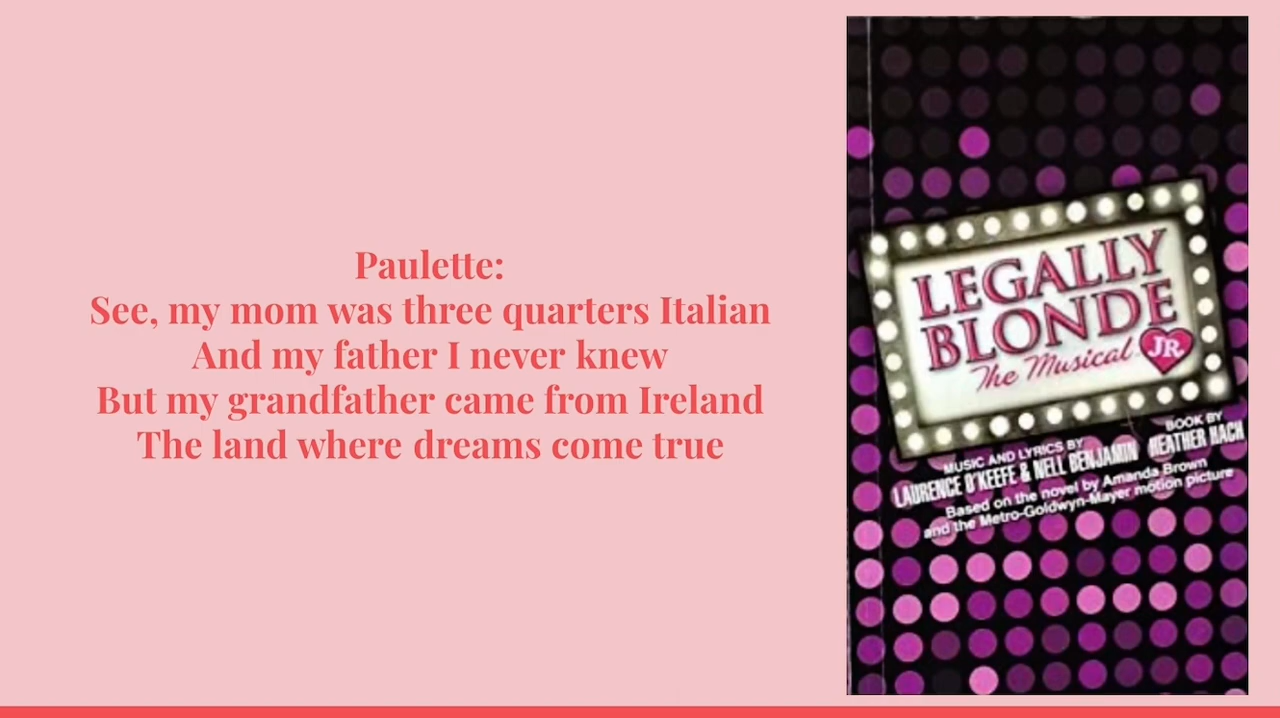 Paulette:
See, my mom was three quarters Italian
And my father I never knew
But my grandfather came from Ireland
The land where dreams come true
LEGALLY
BLONDE
The Musical JR.
MUSIC AND LYRICS BY
LAURENCE O'KEEFE & NELL BENJAMIN
BOOK BY
HEATHER HACH
Based on the novel by Amanda Brown
and the Metro-Goldwyn-Mayer motion picture